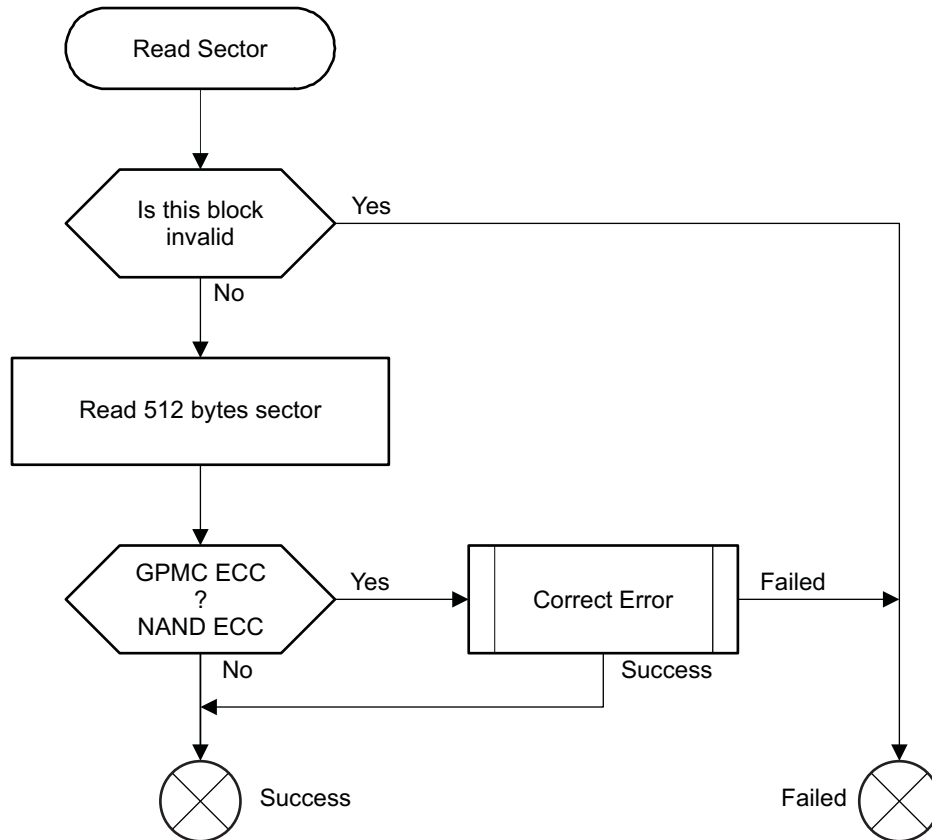 Read Sector
Is this block
invalid
Yes
No
Read 512 bytes sector
GPMC ECC
?
NAND ECC
Yes
Correct Error
Failed
No
Success
Success
Failed